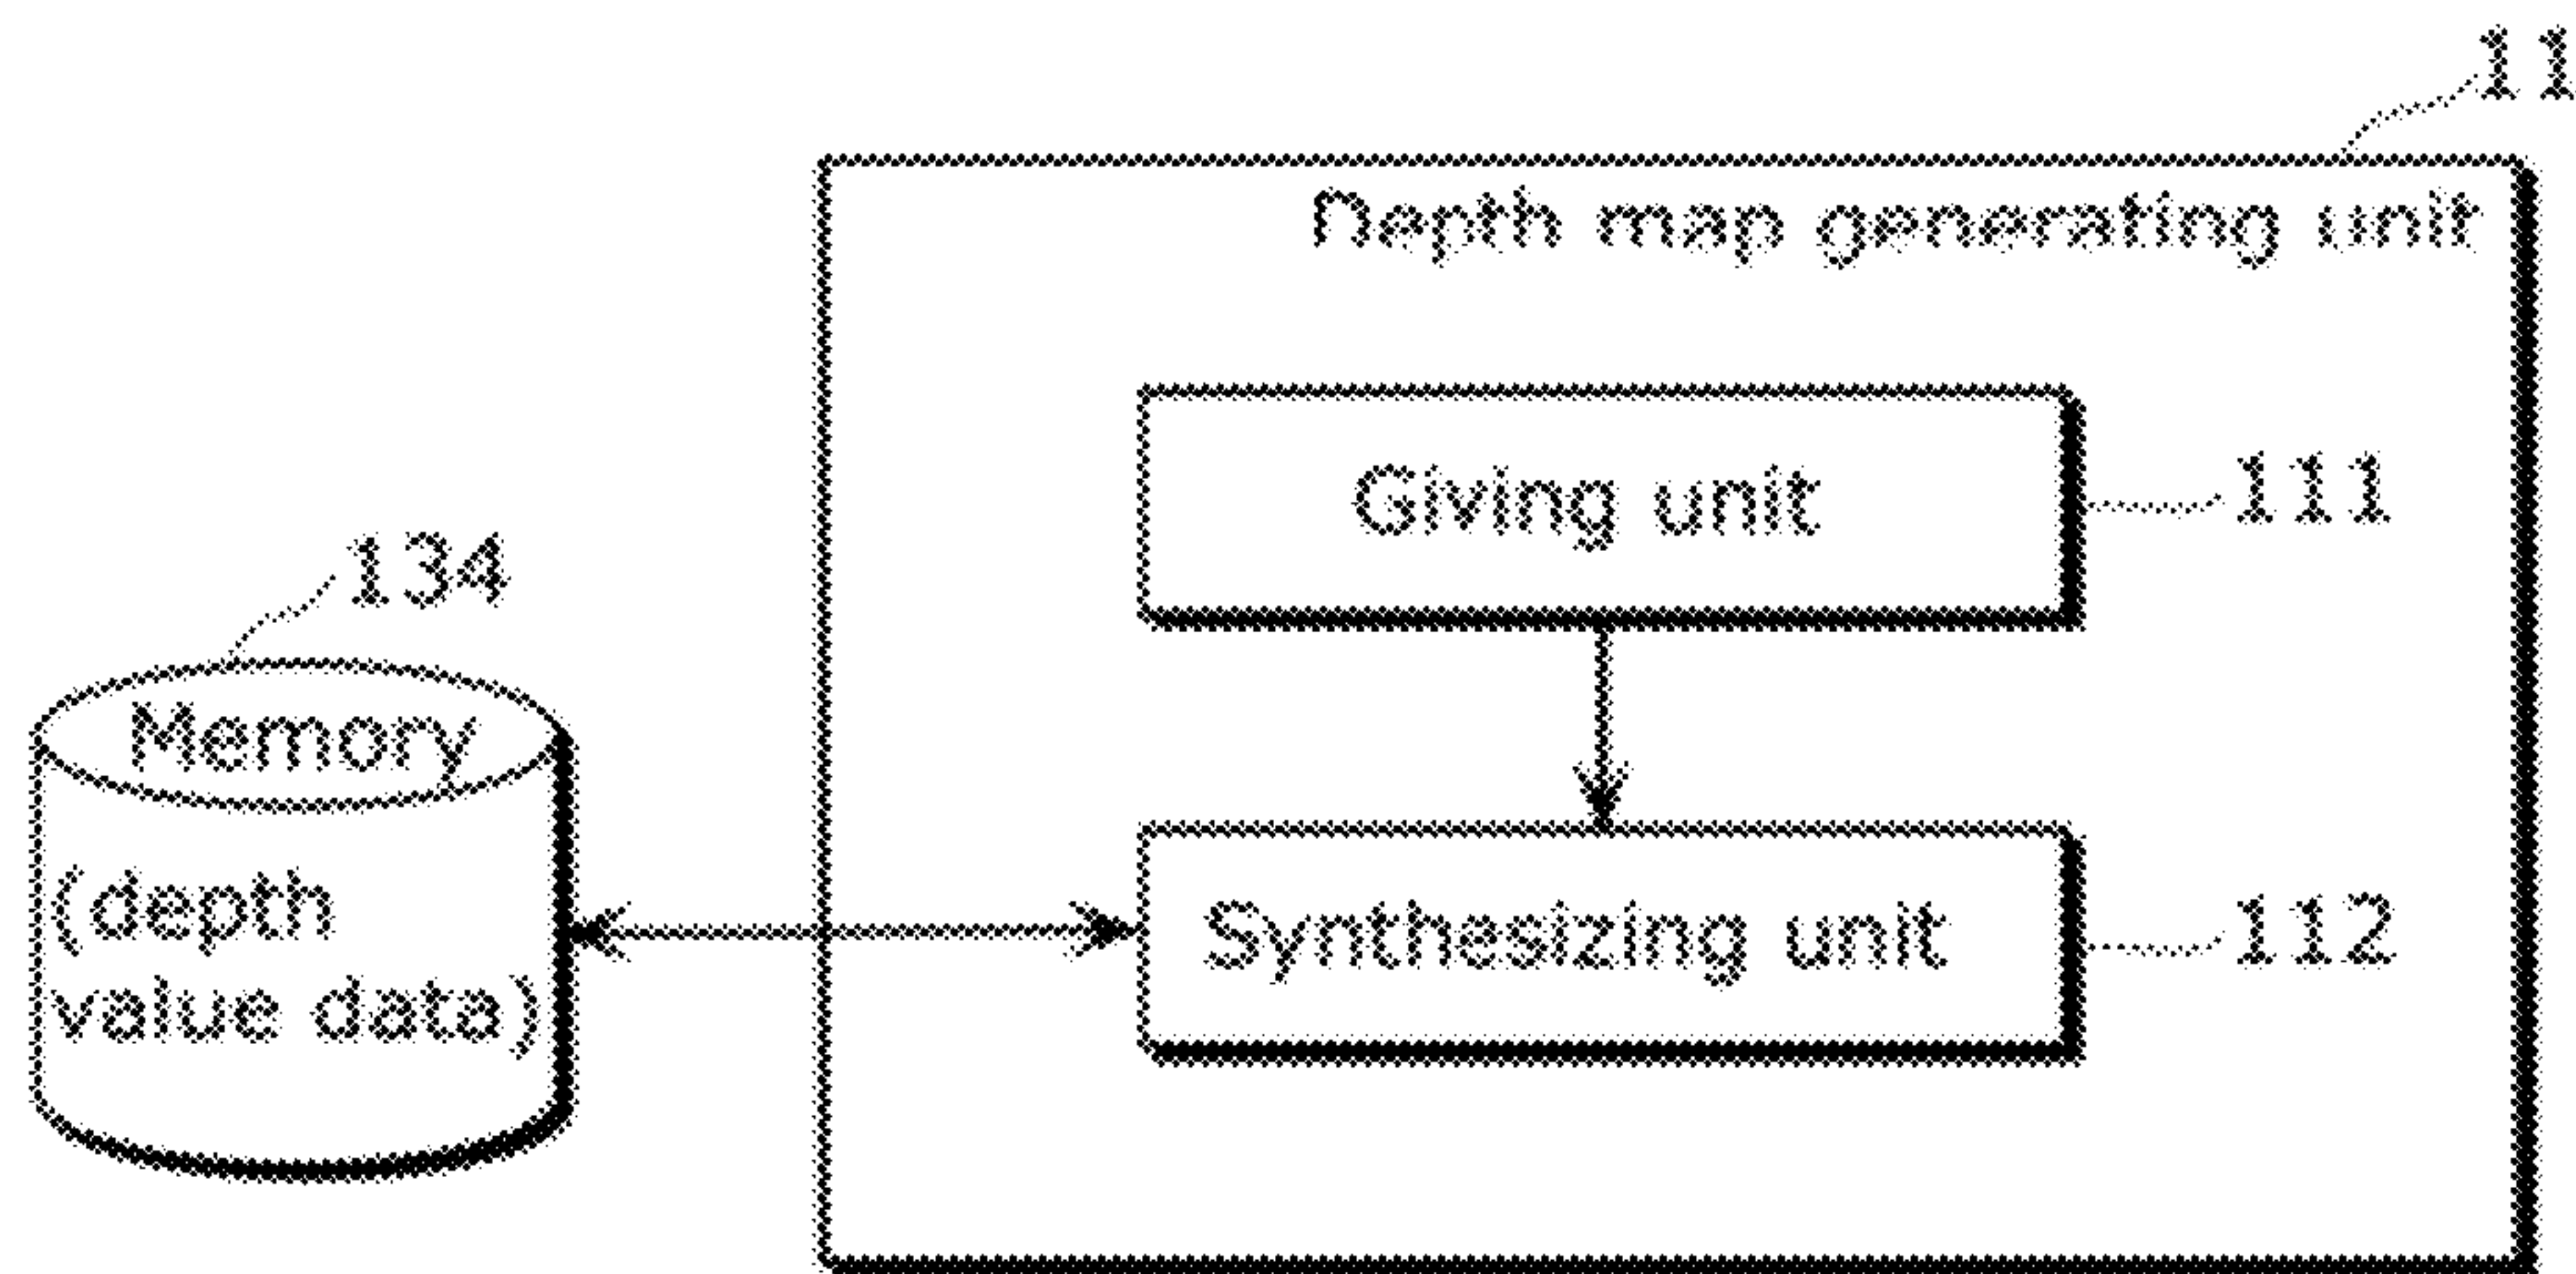 11
Depth map generating unit
Giving unit
111
134
Memory
(depth
value data)
Synthesizing unit
112